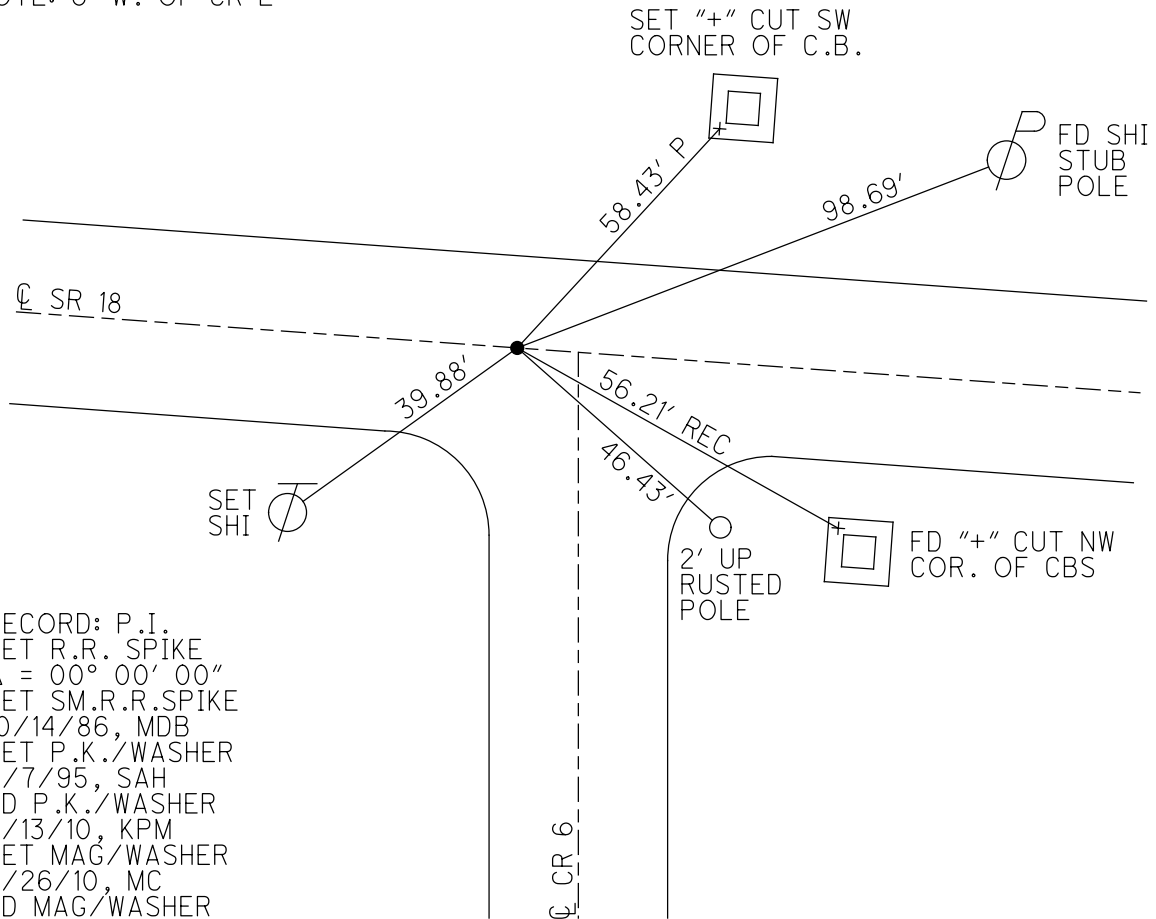 W. OF CR
SET "+" CUT SW
CORNER OF C.B.
FD SHI
STUB
POLE
58.43' P
98.69'
℄ SR 18
39.88'
56.21' REC
46.43'
SET
SHI
2' UP
RUSTED
POLE
FD "+" CUT NW
COR. OF CBS
ECORD: P.I.
ET R.R. SPIKE
= 00° 00' 00"
ET SM.R.R.SPIKE
0/14/86, MDB
ET P.K./WASHER
/7/95, SAH
D P.K./WASHER
/13/10, KPM
ET MAG/WASHER
/26/10, MC
D MAG/WASHER
℄ CR 6